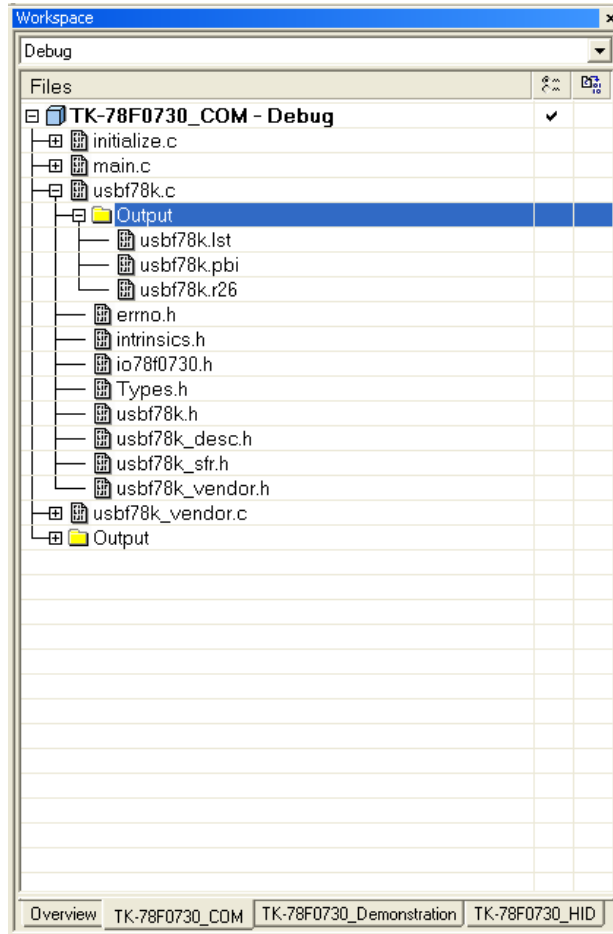 Workspace
Debug
Files
TK-78F0730_COM - Debug
initialize.c
main.c
usbf78k.c
Output
usbf78k.lst
usbf78k.pbi
usbf78k.r26
errno.h
intrinsics.h
io78f0730.h
Types.h
usbf78k.h
usbf78k_desc.h
usbf78k_sfr.h
usbf78k_vendor.h
usbf78k_vendor.c
Output
Overview TK-78F0730_COM TK-78F0730_Demonstration TK-78F0730_HID